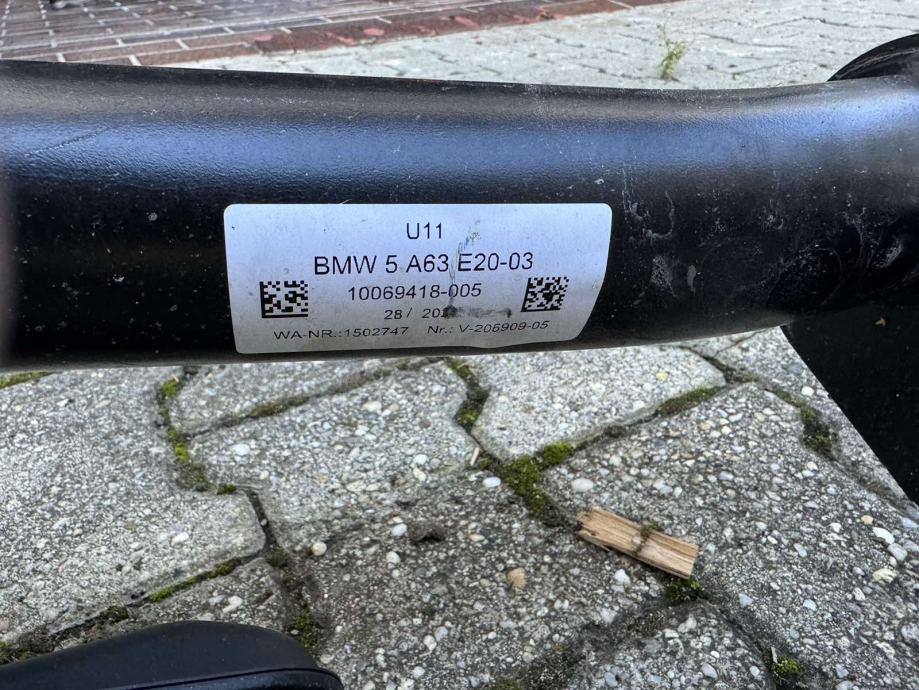 U11
BMW 5 A63 E20-03
10069418-005
28 /
WA-NR.:1502747 Nr.: V-206909-05